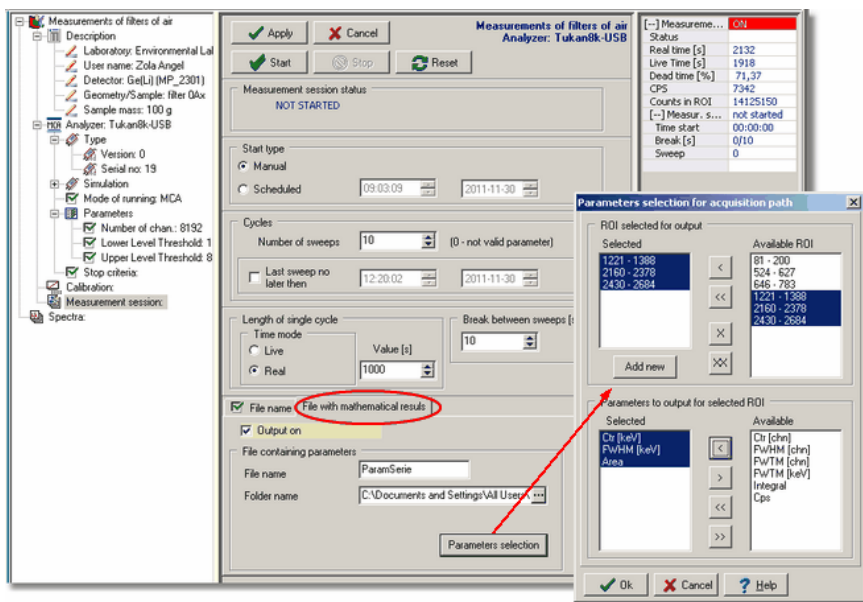 Measurements of filters of air
Description
Laboratory: Environmental Lal
User name: Zola Angel
Detector: Ge(Li) (MP_2301)
Geometry/Sample: filter 0Ax
Sample mass: 100 g
MCA Analyzer: Tukan8k-USB
Type
Version: 0
Serial no: 19
Simulation
Mode of running: MCA
Parameters
Number of chan.: 8192
Lower Level Threshold: 1
Upper Level Threshold: 8
Stop criteria:
Calibration:
Measurement session:
Spectra:
Apply
Cancel
Measurements of filters of air
Analyzer: Tukan8k-USB
Start
Stop
Reset
Measurement session status
NOT STARTED
Start type
Manual
Scheduled
09:03:09
2011-11-30
Cycles
Number of sweeps
10
(0 - not valid parameter)
Last sweep no
later then
12:20:02
2011-11-30
Length of single cycle
Time mode
Live
Real
Value [s]
1000
Break between sweeps [s
10
File name
File with mathematical resuls
Output on
File containing parameters
File name
ParamSerie
Folder name
C:\Documents and Settings\All Users\
...
Parameters selection
[--] Measureme... ON
Status
Real time [s] 2132
Live Time [s] 1918
Dead time [%] 71,37
CPS 7342
Counts in ROI 14125150
[--] Measur. s... not started
Time start 00:00:00
Break [s] 0/10
Sweep 0
Parameters selection for acquisition path
ROI selected for output
Selected
1221 - 1388
2160 - 2378
2430 - 2684
<
<<
X
XX
Add new
Available ROI
81 - 200
524 - 627
646 - 783
1221 - 1388
2160 - 2378
2430 - 2684
Parameters to output for selected ROI
Selected
Ctr [keV]
FWHM [keV]
Area
<
>
<<
>>
Available
Ctr [chn]
FWHM [chn]
FWTM [chn]
FWTM [keV]
Integral
Cps
Ok
Cancel
? Help